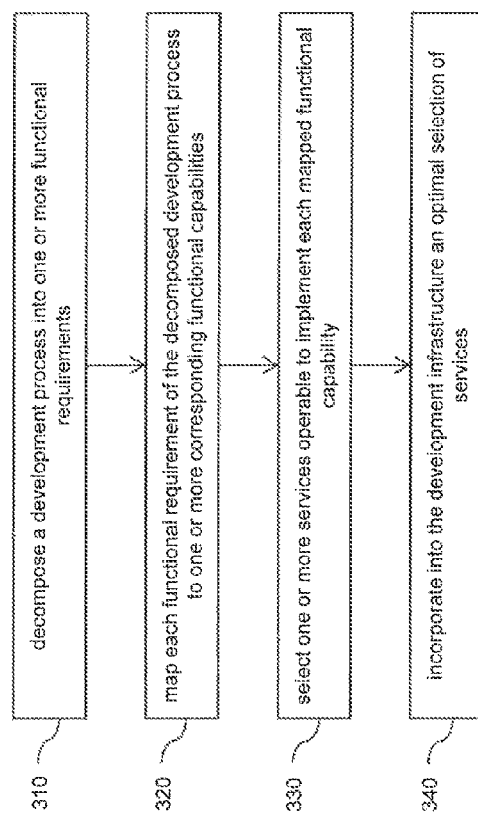 310
decompose a development process into one or more functional
requirements
320
map each functional requirement of the decomposed development process
to one or more corresponding functional capabilities
330
select one or more services operable to implement each mapped functional
capability
340
incorporate into the development infrastructure an optimal selection of
services